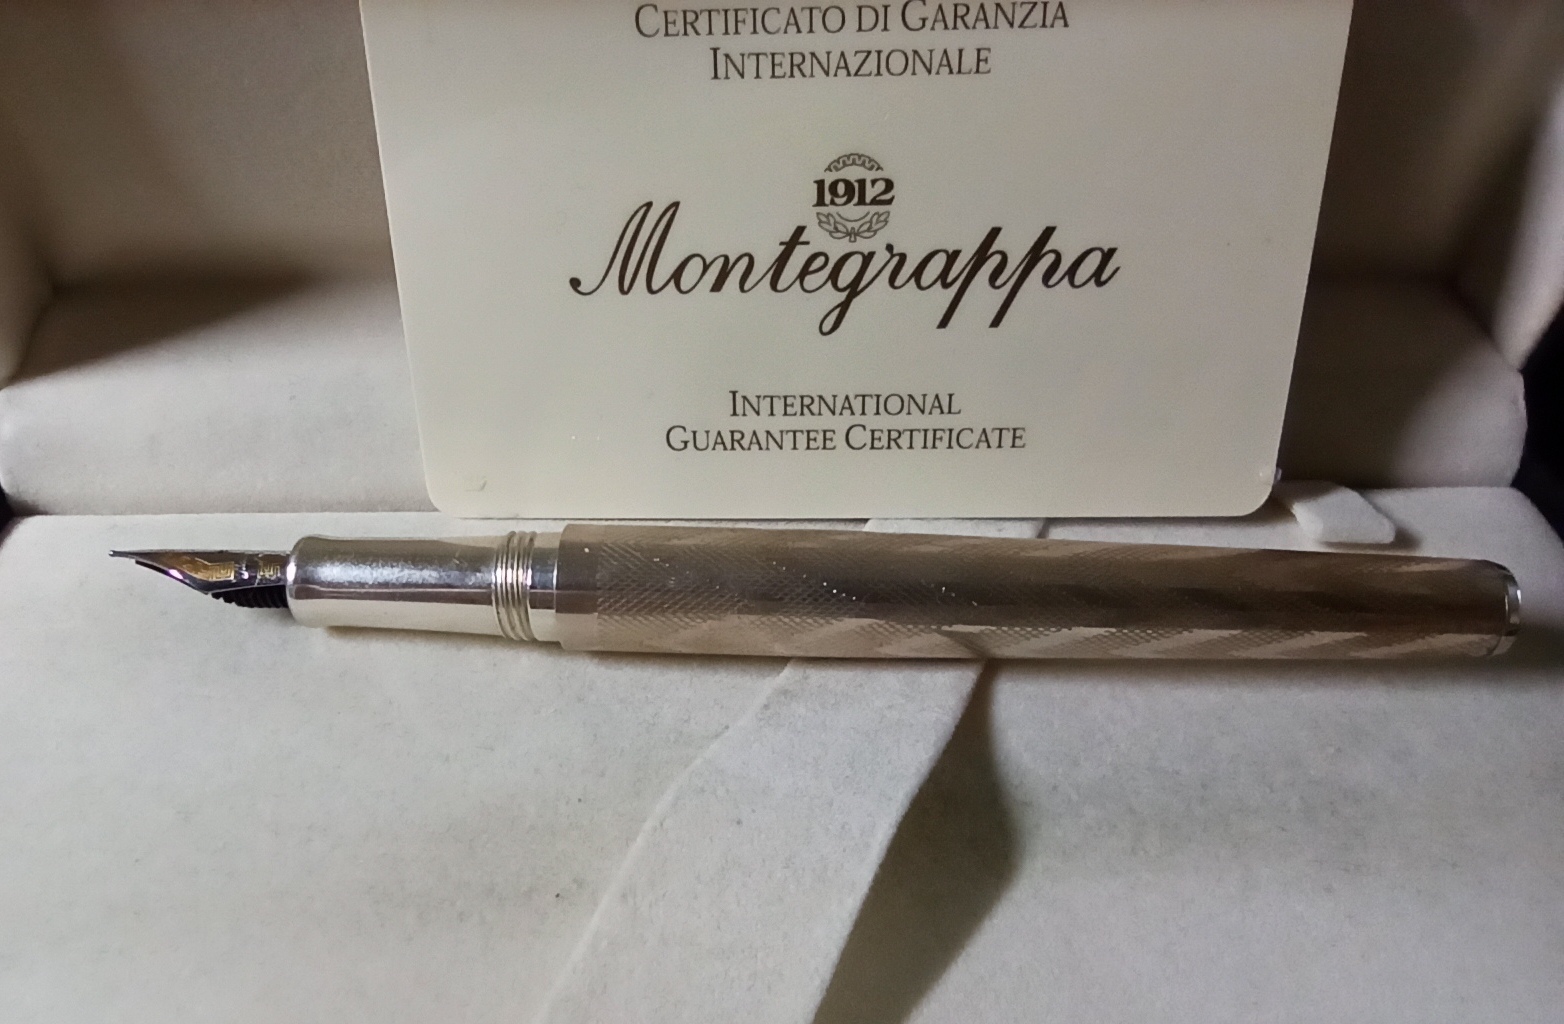 CERTIFICATO DI GARANZIA
INTERNAZIONALE
1912
Montegrappa
INTERNATIONAL
GUARANTEE CERTIFICATE